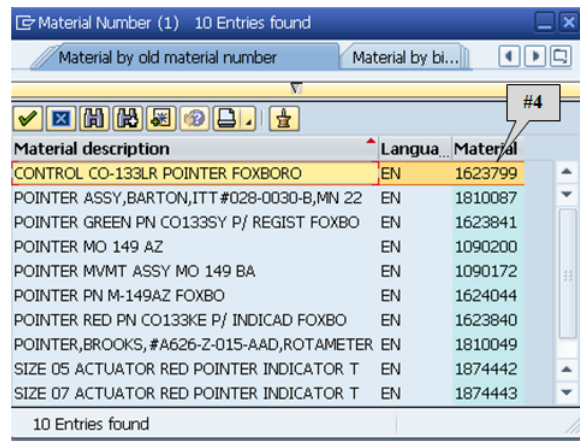 Material Number (1) 10 Entries found
Material by old material number Material by bi...
#4
Material description Langua... Material
CONTROL CO-133LR POINTER FOXBORO EN 1623799
POINTER ASSY,BARTON,ITT#028-0030-B,MN 22 EN 1810087
POINTER GREEN PN CO133SY P/ REGIST FOXBO EN 1623841
POINTER MO 149 AZ EN 1090200
POINTER MVMT ASSY MO 149 BA EN 1090172
POINTER PN M-149AZ FOXBO EN 1624044
POINTER RED PN CO133KE P/ INDICAD FOXBO EN 1623840
POINTER,BROOKS,#A626-Z-015-AAD,ROTAMETER EN 1810049
SIZE 05 ACTUATOR RED POINTER INDICATOR T EN 1874442
SIZE 07 ACTUATOR RED POINTER INDICATOR T EN 1874443
10 Entries found